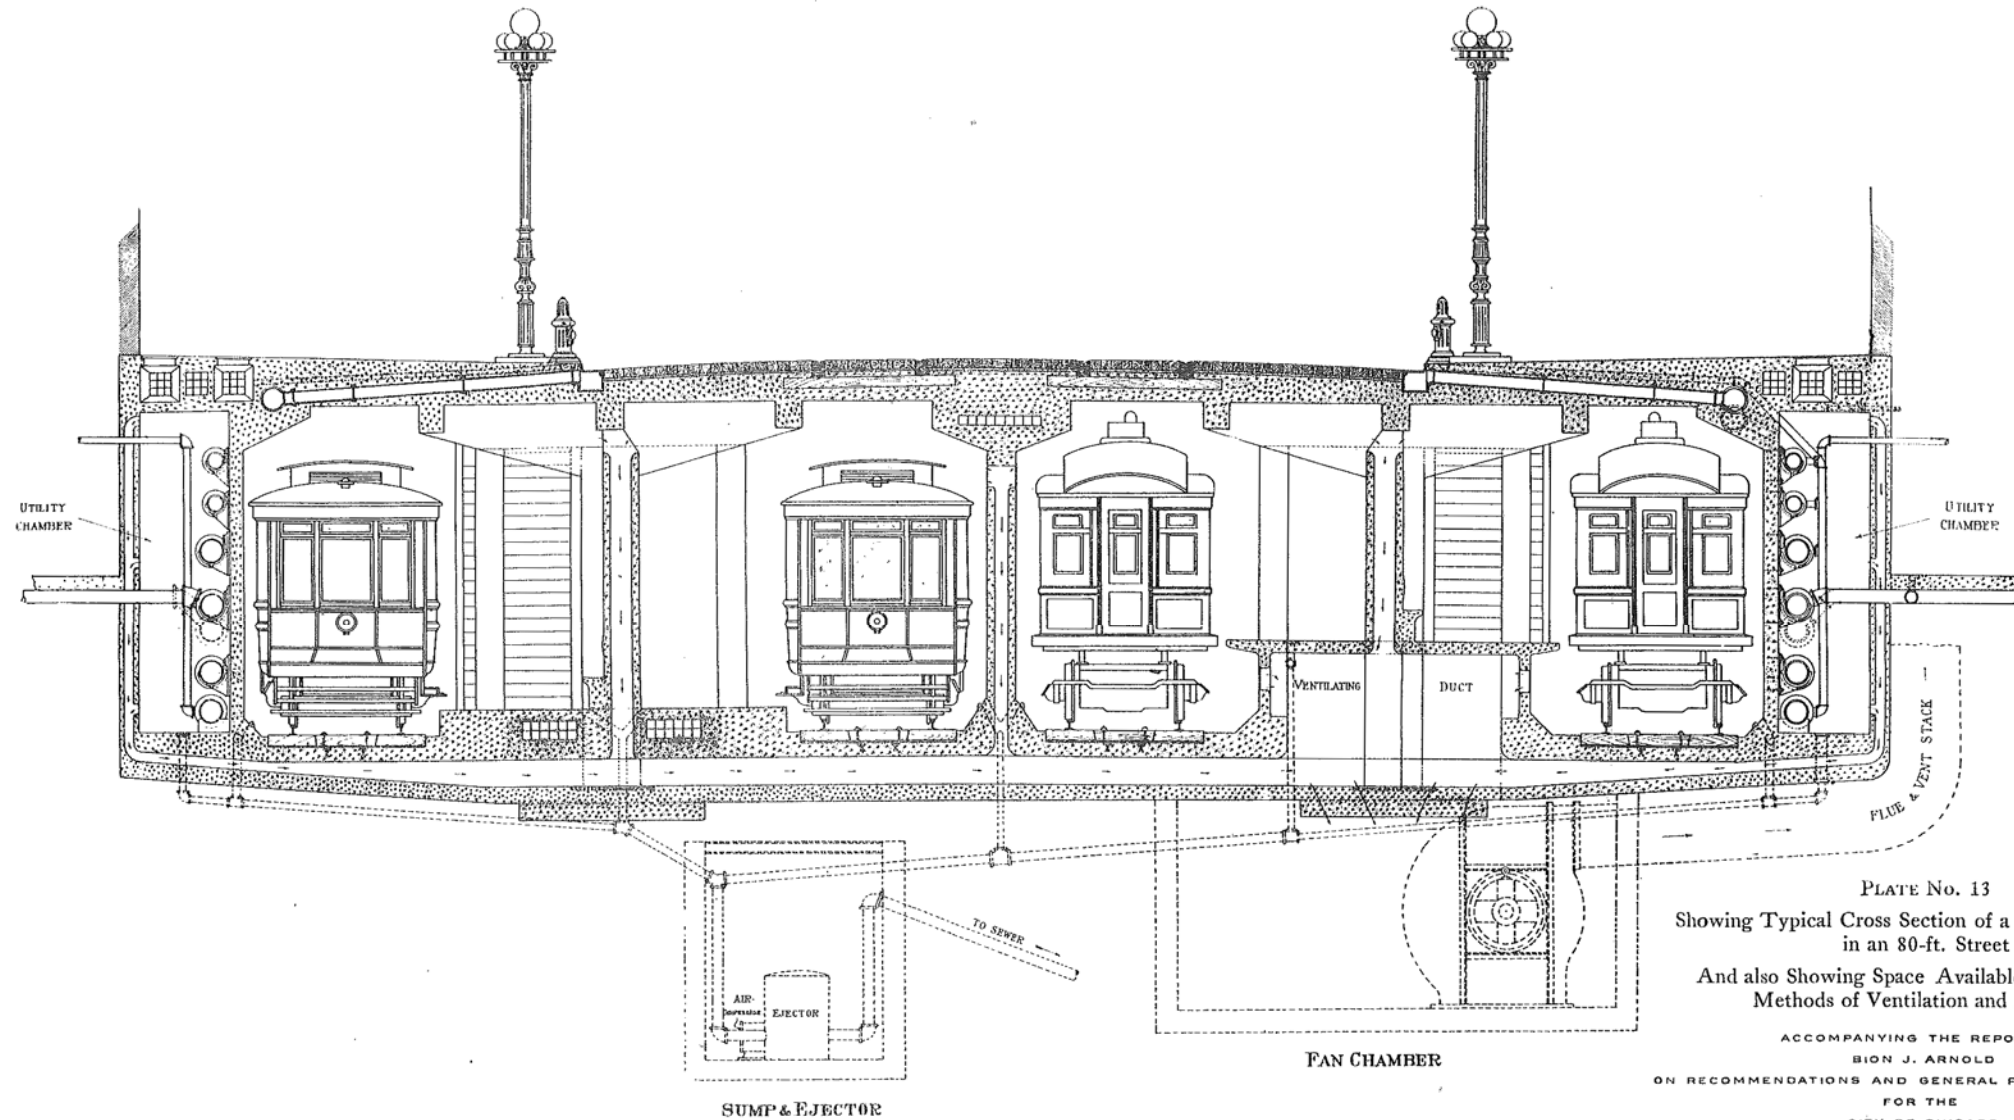 UTILITY
CHAMBER
UTILITY
CHAMBER
VENTILATING
DUCT
FLUE & VENT STACK
TO SEWER
AIR-
EJECTOR
SUMP & EJECTOR
FAN CHAMBER
PLATE No. 13
Showing Typical Cross Section of a
in an 80-ft. Street
And also Showing Space Availabl
Methods of Ventilation and
ACCOMPANYING THE REPO
BION J. ARNOLD
ON RECOMMENDATIONS AND GENERAL P
FOR THE